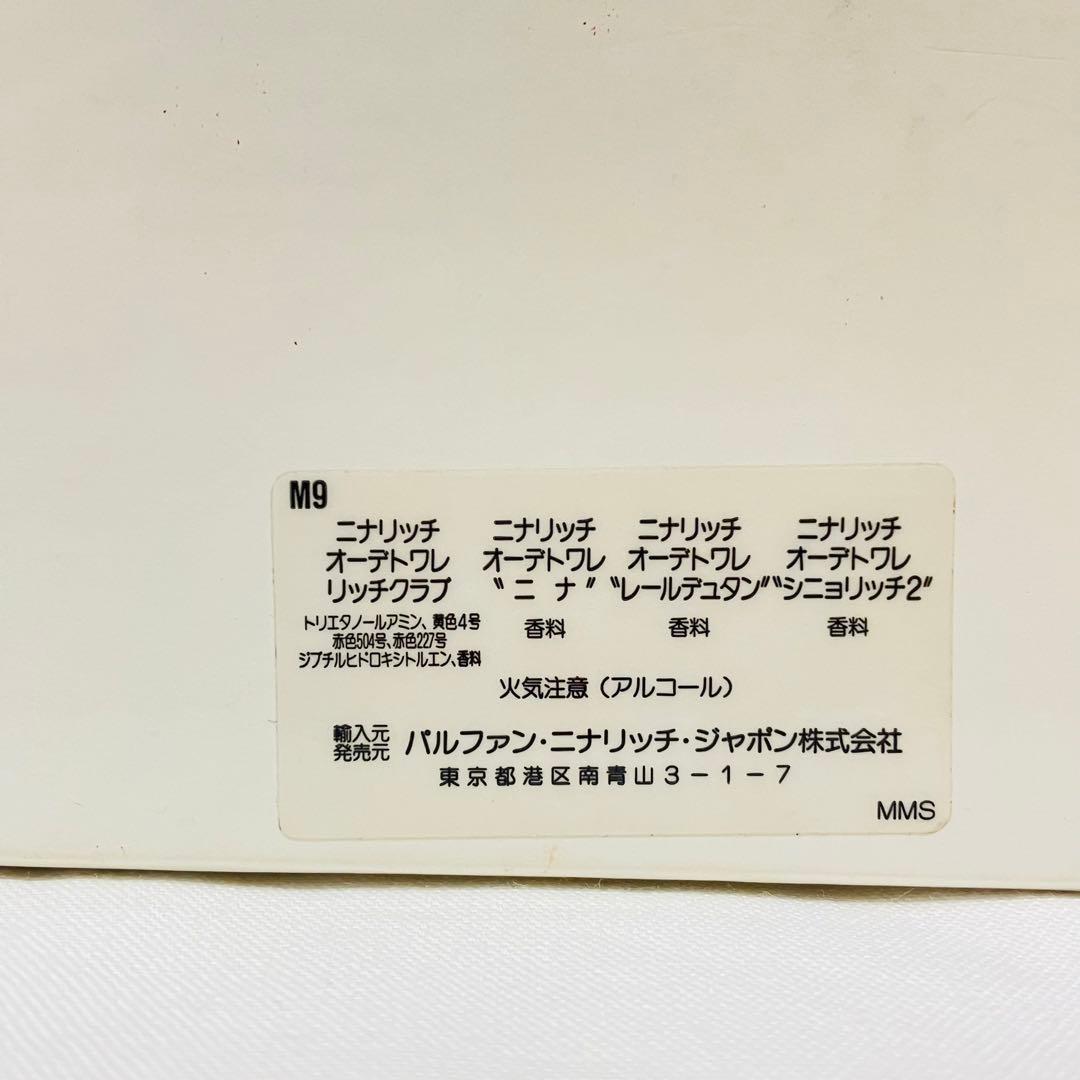 M9
ニナリッチ ニナリッチ ニナリッチ ニナリッチ
オーデトワレ オーデトワレ オーデトワレ オーデトワレ
リッチクラブ 〝ニナ〟 〝レールデュタン〟 〝シニョリッチ2〟
トリエタノールアミン、黄色4号 香料 香料 香料
赤色504号、赤色227号
ジブチルヒドロキシトルエン、香料
火気注意(アルコール)
輸入元
発売元 パルファン・ニナリッチ・ジャポン株式会社
東京都港区南青山3-1-7
MMS